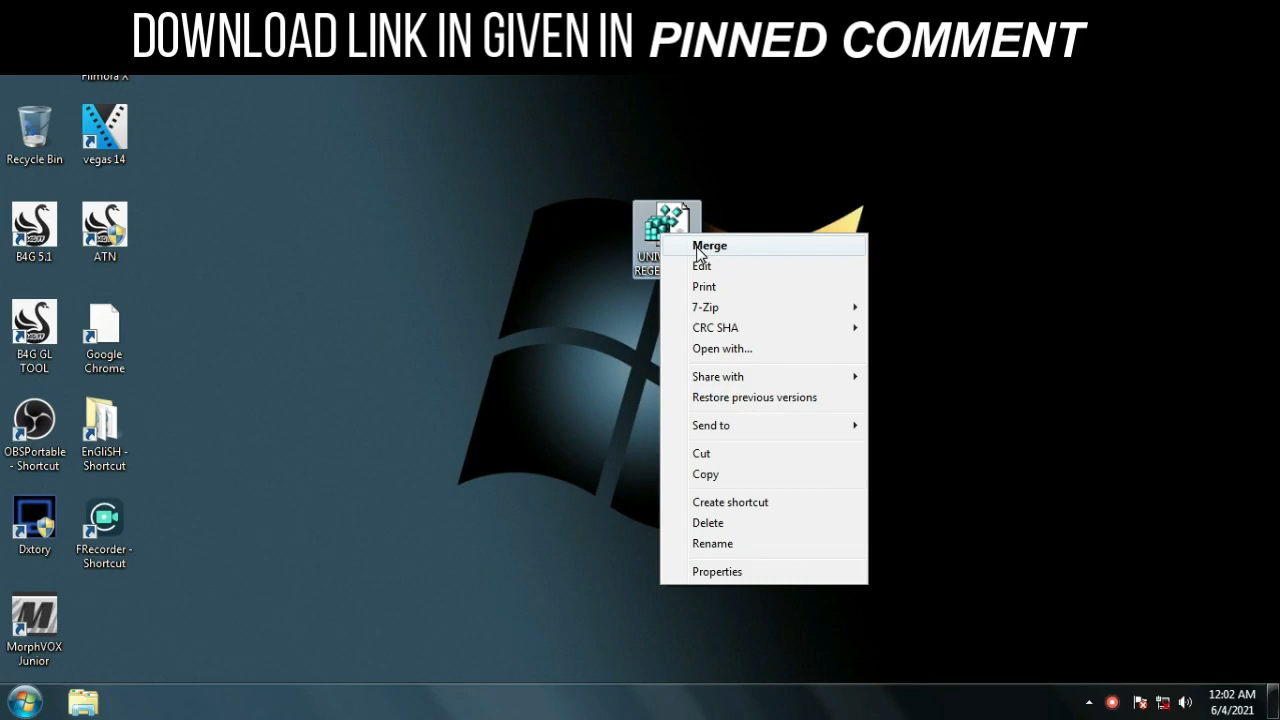 DOWNLOAD LINK IN GIVEN IN PINNED COMMENT
Recycle Bin
vegas 14
B4G 5.1
ATN
B4G GL
TOOL
Google
Chrome
OBSPortable
- Shortcut
EnGliSH -
Shortcut
Dxtory
FRecorder -
Shortcut
MorphVOX
Junior
Merge
Edit
Print
7-Zip
CRC SHA
Open with...
Share with
Restore previous versions
Send to
Cut
Copy
Create shortcut
Delete
Rename
Properties
12:02 AM
6/4/2021